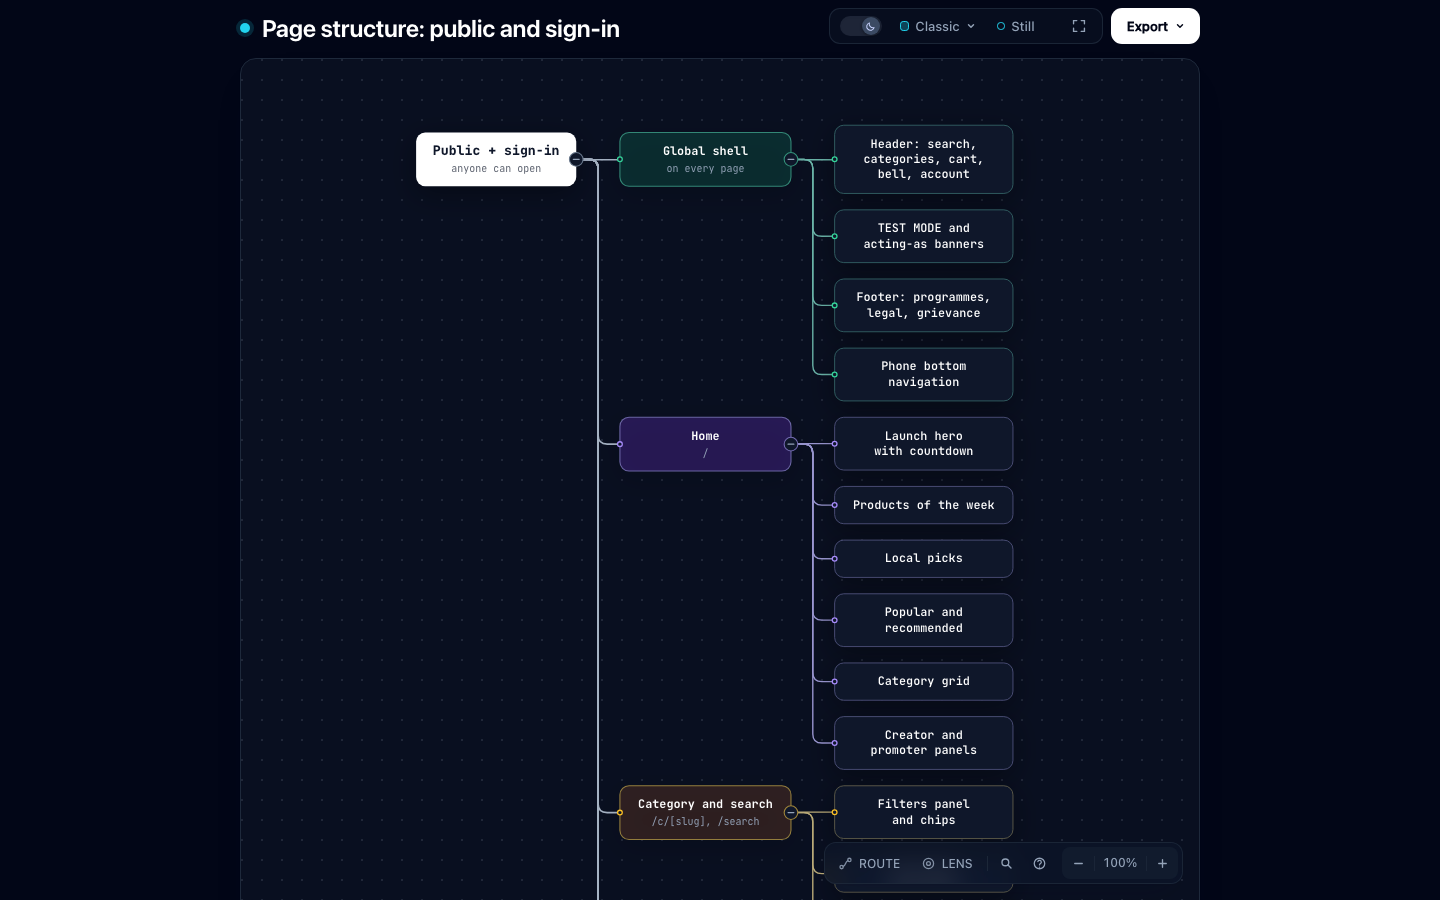 Page structure: public and sign-in
Classic
Still
Export
Public + sign-in
anyone can open
Global shell
on every page
Header: search,
categories, cart,
bell, account
TEST MODE and
acting-as banners
Footer: programmes,
legal, grievance
Phone bottom
navigation
Home
/
Launch hero
with countdown
Products of the week
Local picks
Popular and
recommended
Category grid
Creator and
promoter panels
Category and search
/c/[slug], /search
Filters panel
and chips
ROUTE
LENS
100%